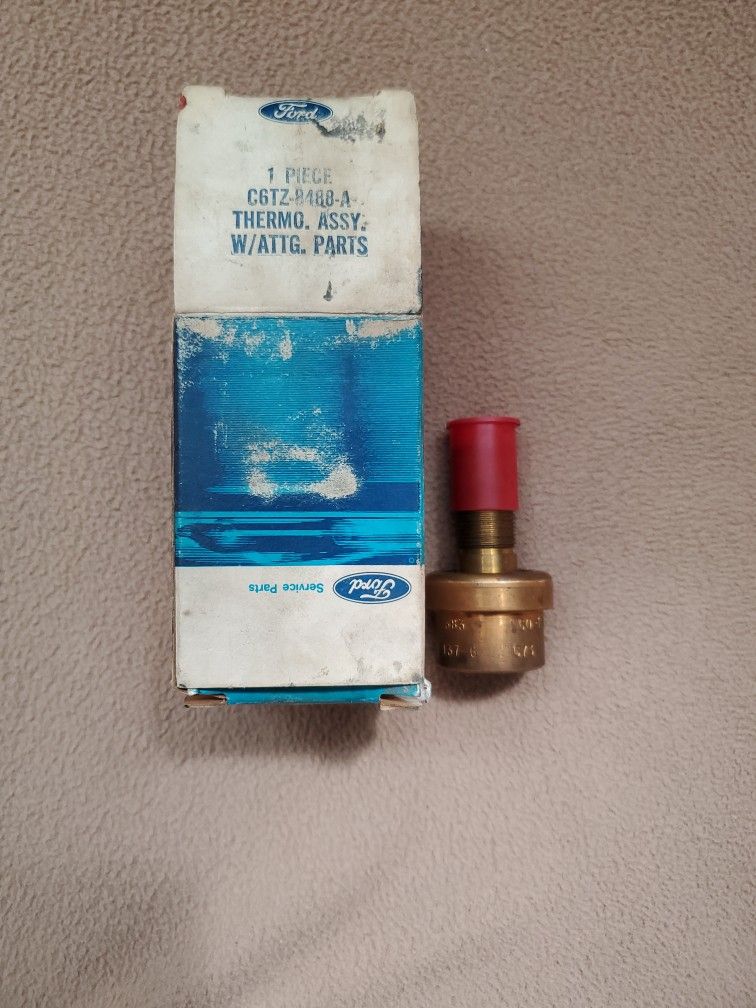 Ford
1 PIECE
C6TZ-8488-A
THERMO. ASSY.
W/ATTG. PARTS
Ford Service Parts